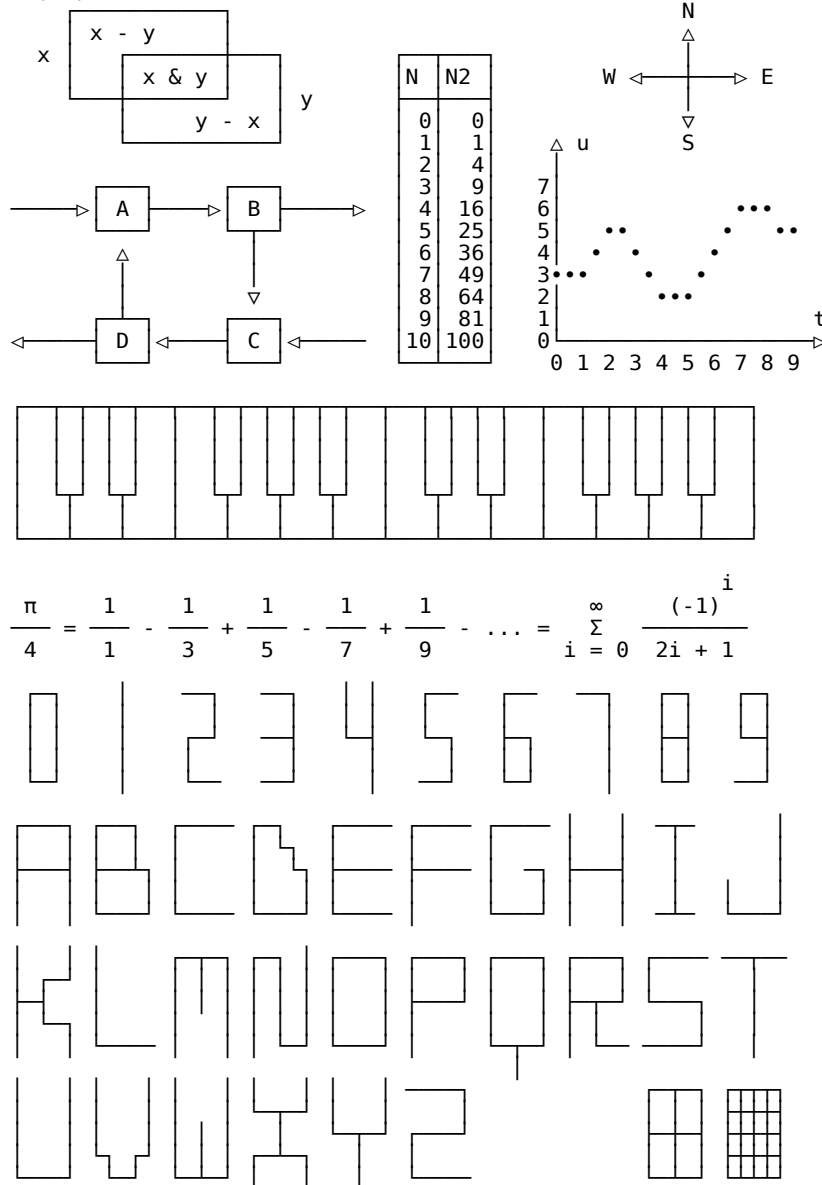 x - y
x
x & y
y
y - x
N N2
0 0
1 1
2 4
3 9
4 16
5 25
6 36
7 49
8 64
9 81
10 100
N
W E
S
u
7
6
5
4
3
2
1
0
t
0 1 2 3 4 5 6 7 8 9
A B
D C
π/4 = 1/1 - 1/3 + 1/5 - 1/7 + 1/9 - ... = ∞ Σ i = 0 (-1)^i / 2i + 1
0 1 2 3 4 5 6 7 8 9
A B C D E F G H I J
K L M N O P Q R S T
U V W X Y Z